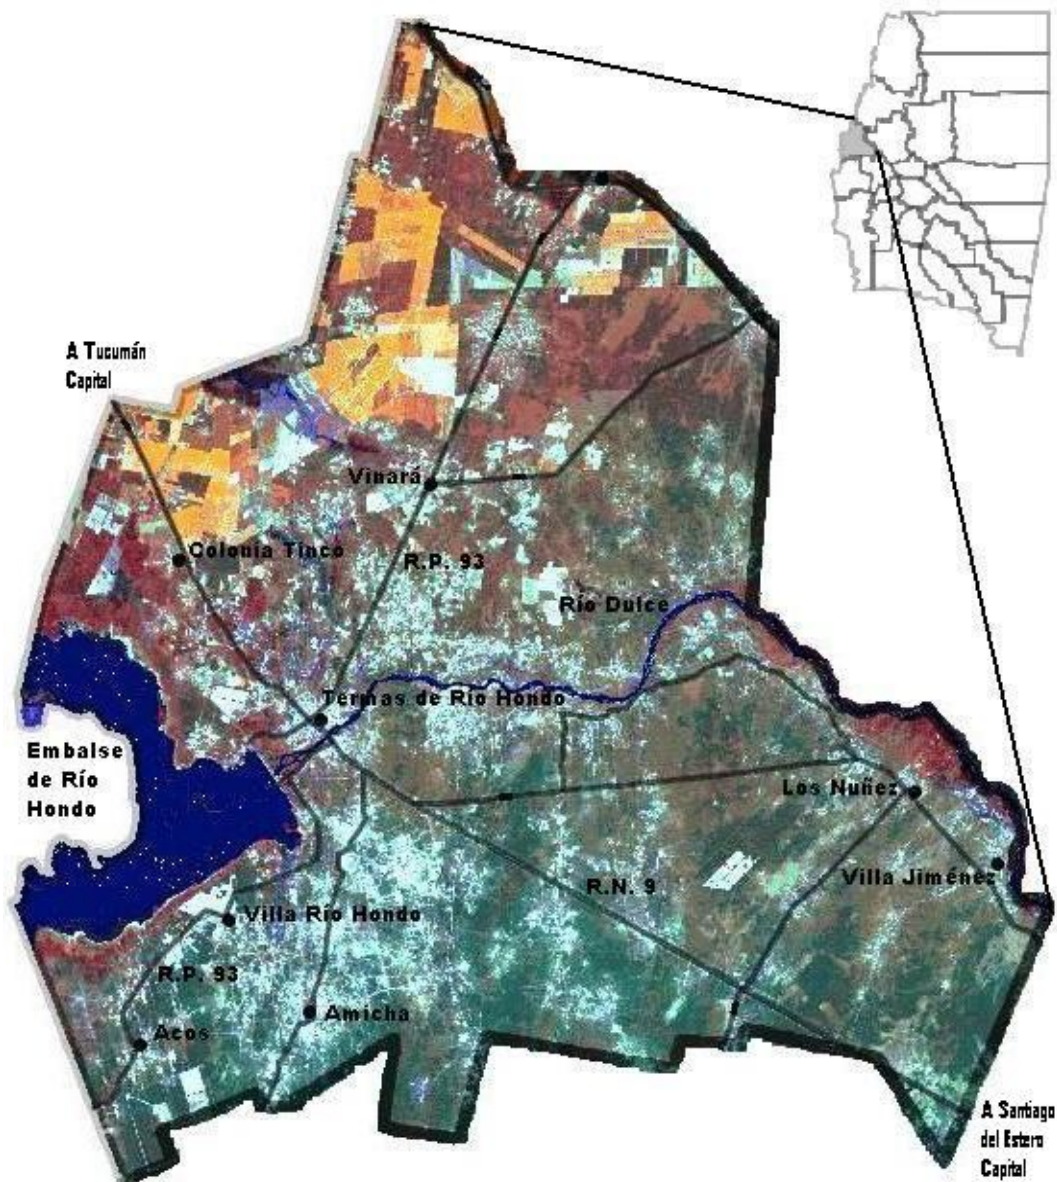 A Tucumán
Capital
Vinará
Colonia Tinco
R.P. 93
Río Dulce
Termas de Río Hondo
Embalse
de Río
Hondo
Los Nuñez
Villa Jiménez
R.N. 9
Villa Río Hondo
R.P. 93
Amicha
Acos
A Santiago
del Estero
Capital